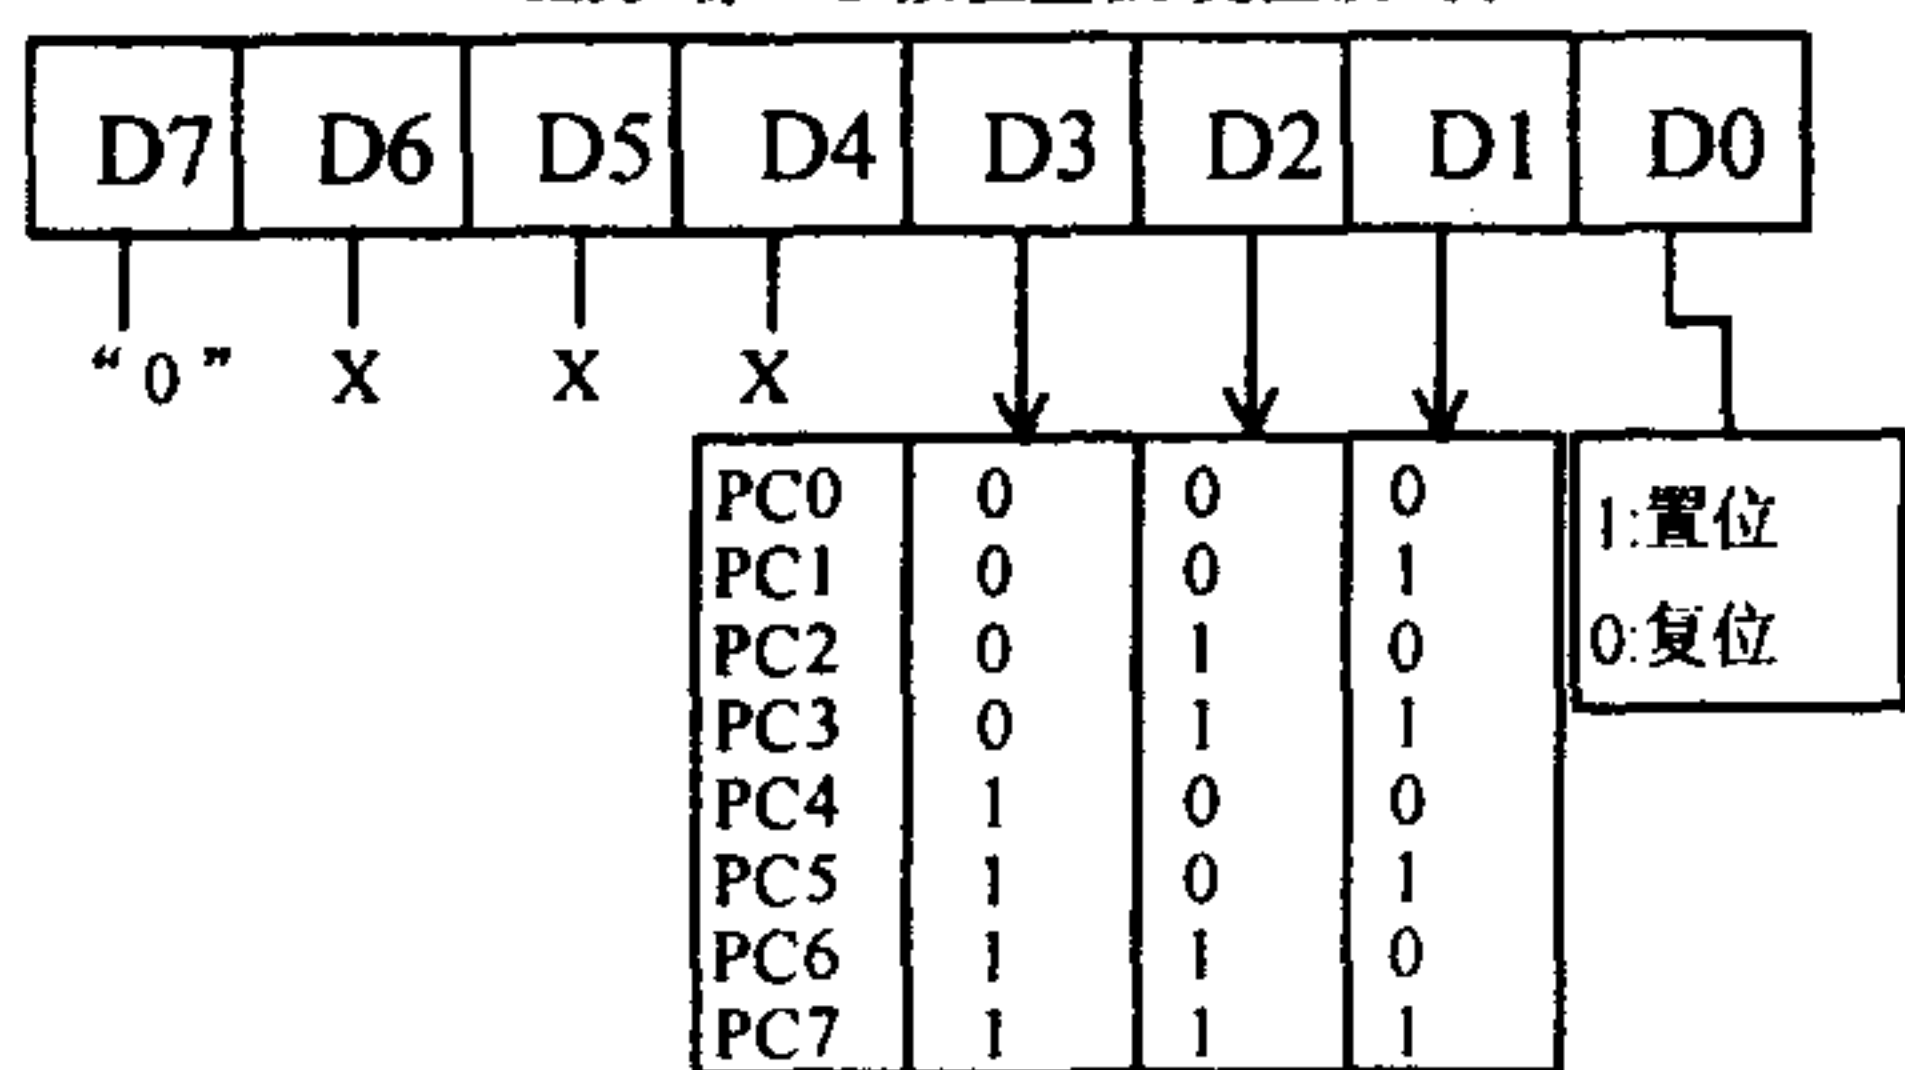 D7 D6 D5 D4 D3 D2 D1 D0
“0” X X X
PC0 0 0 0
PC1 0 0 1
PC2 0 1 0
PC3 0 1 1
PC4 1 0 0
PC5 1 0 1
PC6 1 1 0
PC7 1 1 1
1:置位
0:复位